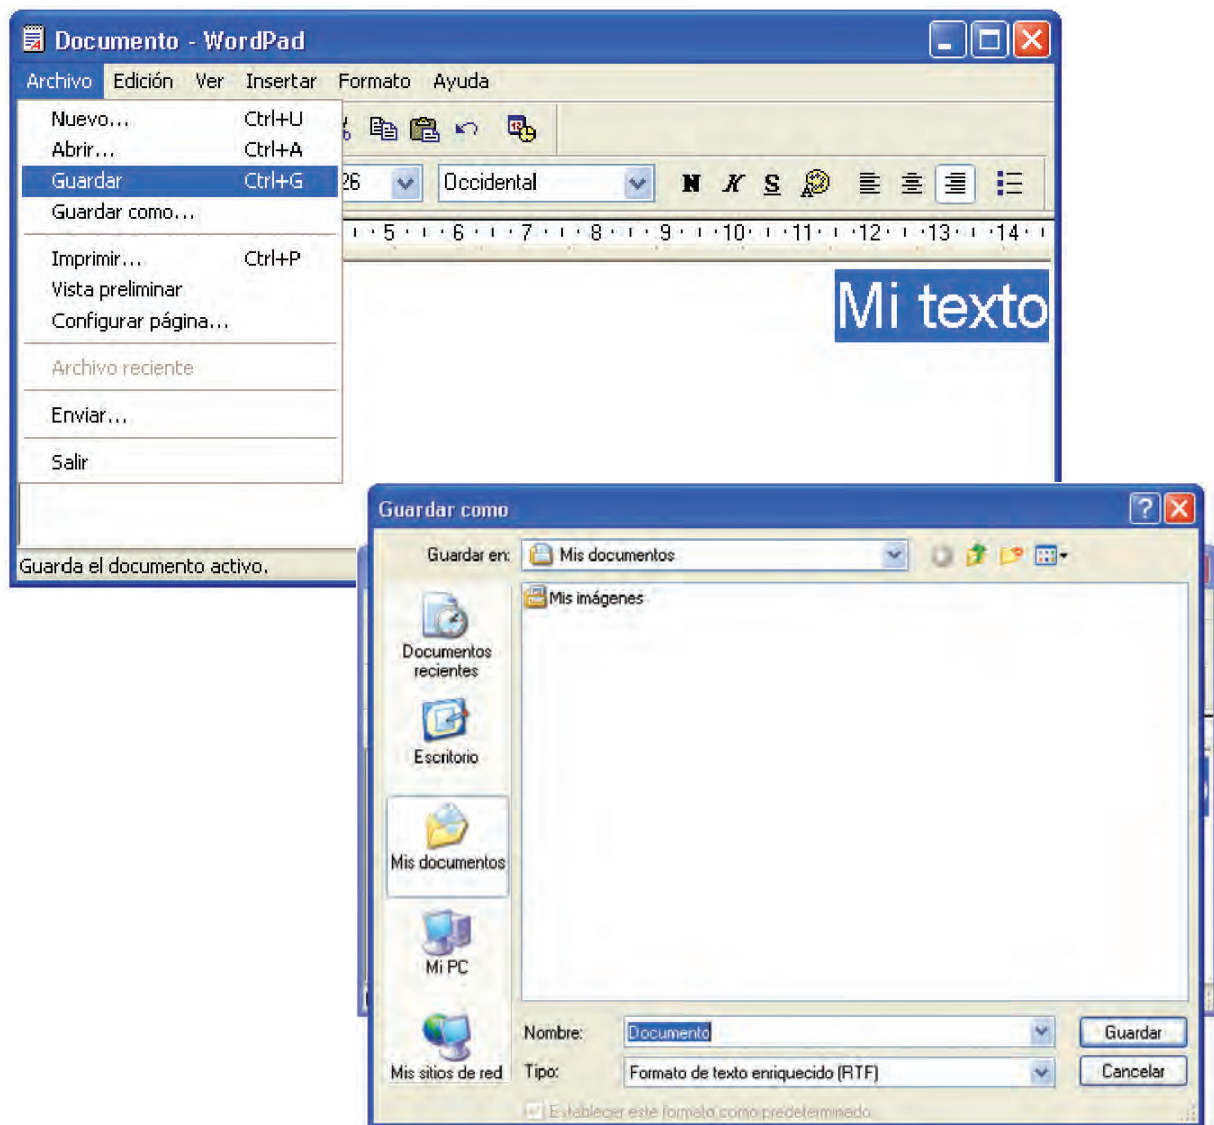 Documento - WordPad
Archivo Edición Ver Insertar Formato Ayuda
Nuevo... Ctrl+U
Abrir... Ctrl+A
Guardar Ctrl+G
Guardar como...
Imprimir... Ctrl+P
Vista preliminar
Configurar página...
Archivo reciente
Enviar...
Salir
26 Occidental N K S
5 6 7 8 9 10 11 12 13 14
Mi texto
Guarda el documento activo.
Guardar como
Guardar en: Mis documentos
Mis imágenes
Documentos
recientes
Escritorio
Mis documentos
Mi PC
Mis sitios de red
Nombre: Documento Guardar
Tipo: Formato de texto enriquecido (RTF) Cancelar
Establecer este formato como predeterminado